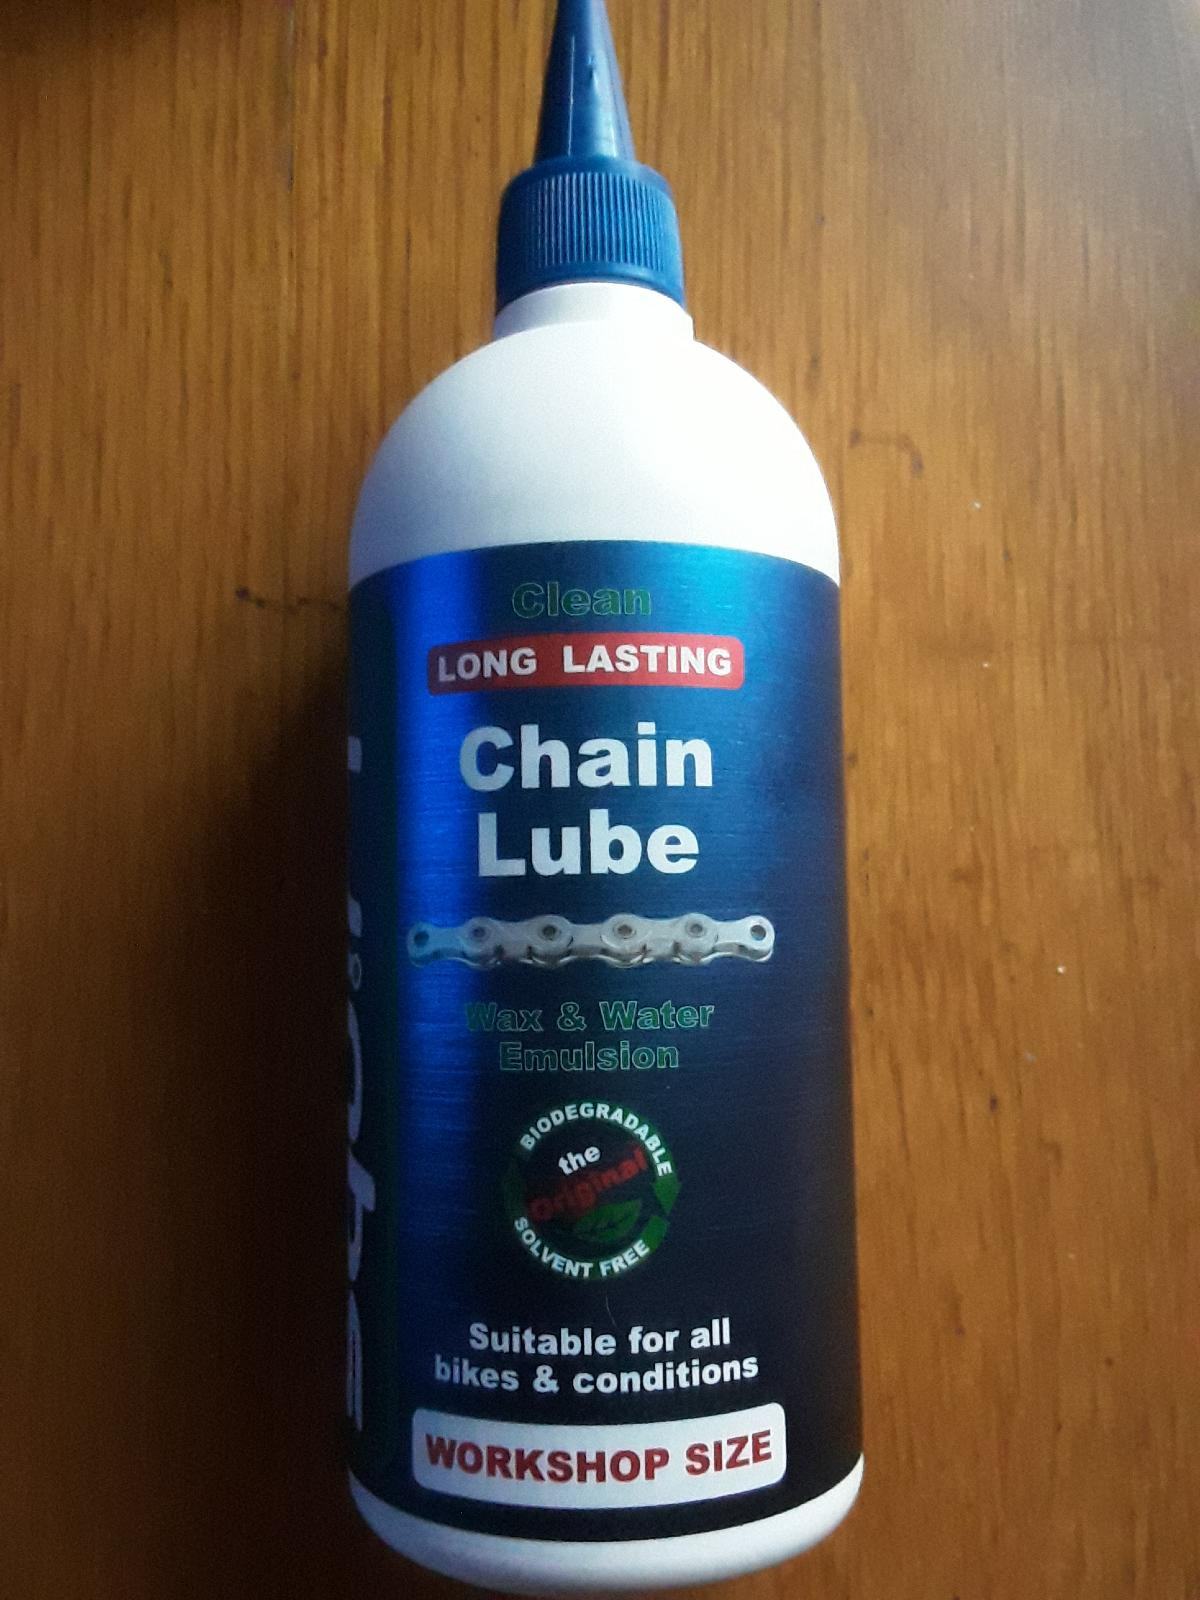 Clean
LONG LASTING
Chain
Lube
Wax & Water
Emulsion
BIODEGRADABLE
the
Original
SOLVENT FREE
Suitable for all
bikes & conditions
WORKSHOP SIZE